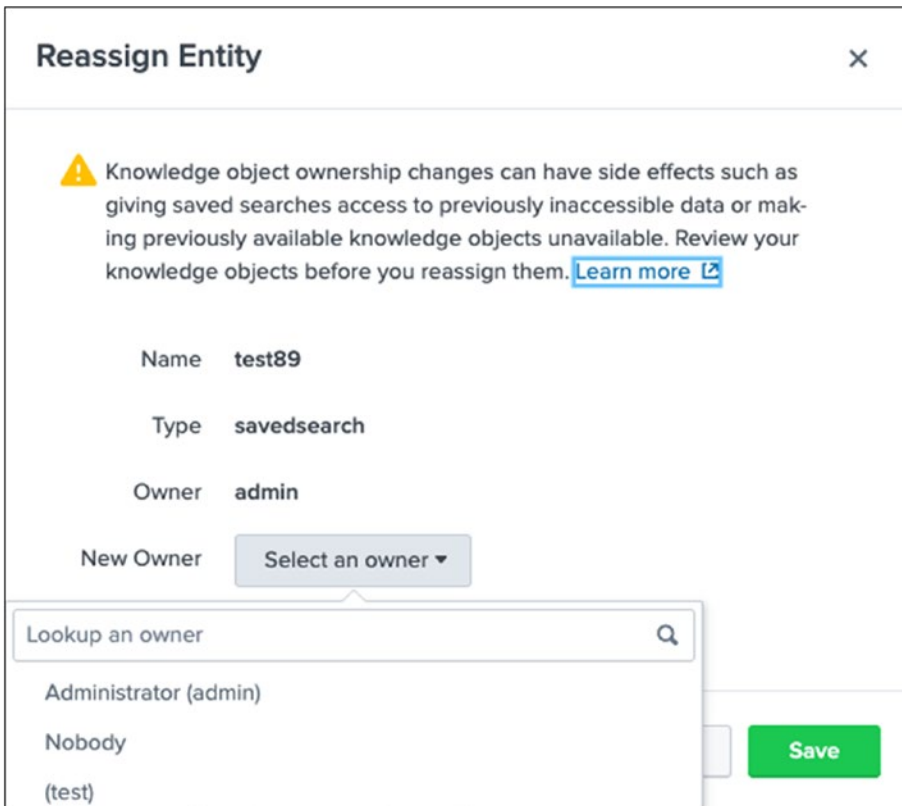 Reassign Entity
Knowledge object ownership changes can have side effects such as
giving saved searches access to previously inaccessible data or mak-
ing previously available knowledge objects unavailable. Review your
knowledge objects before you reassign them. Learn more
Name test89
Type savedsearch
Owner admin
New Owner Select an owner
Lookup an owner
Administrator (admin)
Nobody
Save
(test)